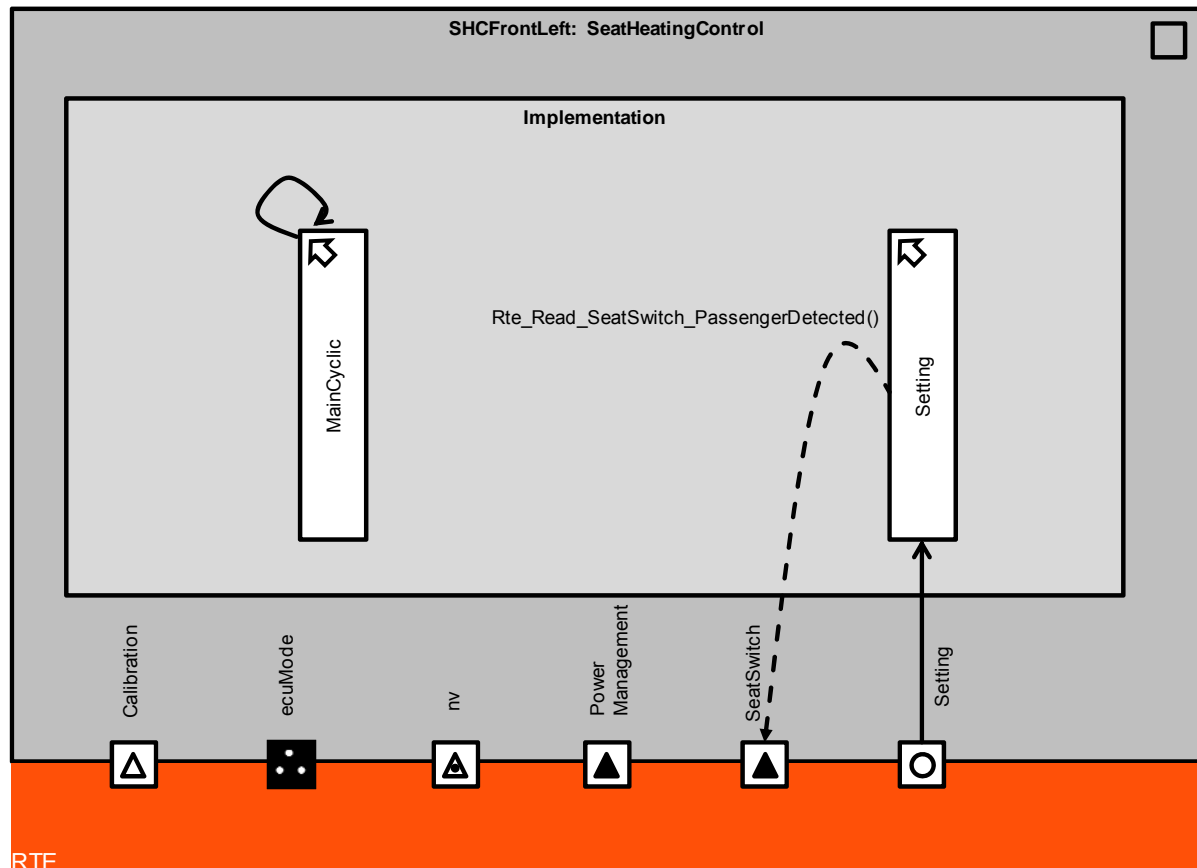 SHCFrontLeft: SeatHeatingControl
Implementation
Rte_Read_SeatSwitch_PassengerDetected()
MainCyclic
Setting
Calibration
ecuMode
nv
Power
Management
SeatSwitch
Setting
RTE